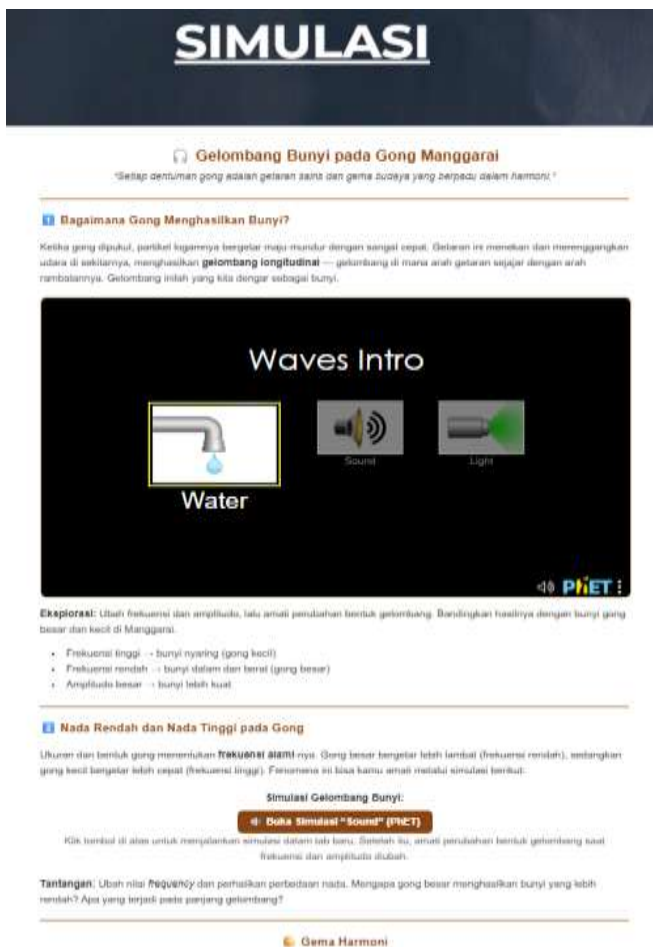 SIMULASI
Gelombang Bunyi pada Gong Manggarai
"Setiap dentuman gong adalah getaran sains dan gema budaya yang berpadu dalam harmoni."
1 Bagaimana Gong Menghasilkan Bunyi?
Ketika gong dipukul, partikel logamnya bergetar maju-mundur dengan sangat cepat. Getaran ini menekan dan merenggangkan
udara di sekitarnya, menghasilkan gelombang longitudinal — gelombang di mana arah getaran sejajar dengan arah
rambatannya. Gelombang inilah yang kita dengar sebagai bunyi.
Waves Intro
Sound
Light
Water
PhET
Eksplorasi: Ubah frekuensi dan amplitudo, lalu amati perubahan bentuk gelombang. Bandingkan hasilnya dengan bunyi gong
besar dan kecil di Manggarai.
• Frekuensi tinggi → bunyi nyaring (gong kecil)
• Frekuensi rendah → bunyi dalam dan berat (gong besar)
• Amplitudo besar → bunyi lebih kuat
2 Nada Rendah dan Nada Tinggi pada Gong
Ukuran dan bentuk gong menentukan frekuensi alami-nya. Gong besar bergetar lebih lambat (frekuensi rendah), sedangkan
gong kecil bergetar lebih cepat (frekuensi tinggi). Fenomena ini bisa kamu amati melalui simulasi berikut:
Simulasi Gelombang Bunyi:
Buka Simulasi "Sound" (PhET)
Klik tombol di atas untuk menjalankan simulasi dalam tab baru. Setelah itu, amati perubahan bentuk gelombang saat
frekuensi dan amplitudo diubah.
Tantangan: Ubah nilai frequency dan perhatikan perbedaan nada. Mengapa gong besar menghasilkan bunyi yang lebih
rendah? Apa yang terjadi pada panjang gelombang?
Gema Harmoni